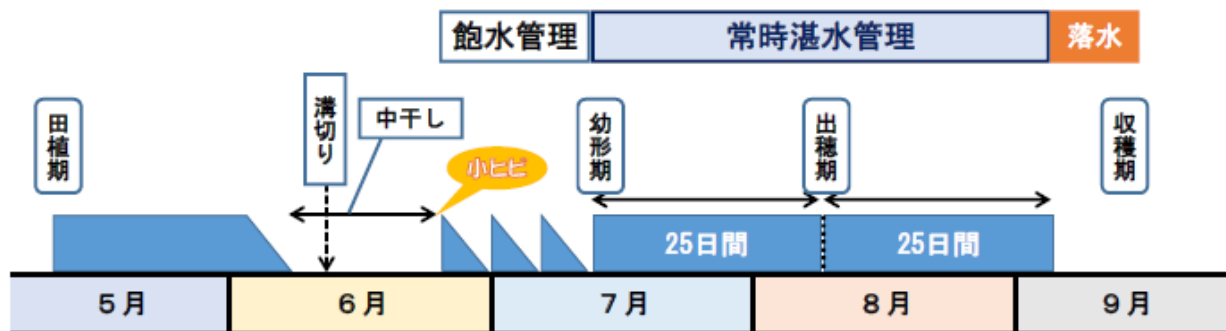 飽水管理
常時湛水管理
落水
田植期
溝切り
中干し
小ヒビ
幼形期
出穂期
収穫期
25日間
25日間
5月
6月
7月
8月
9月